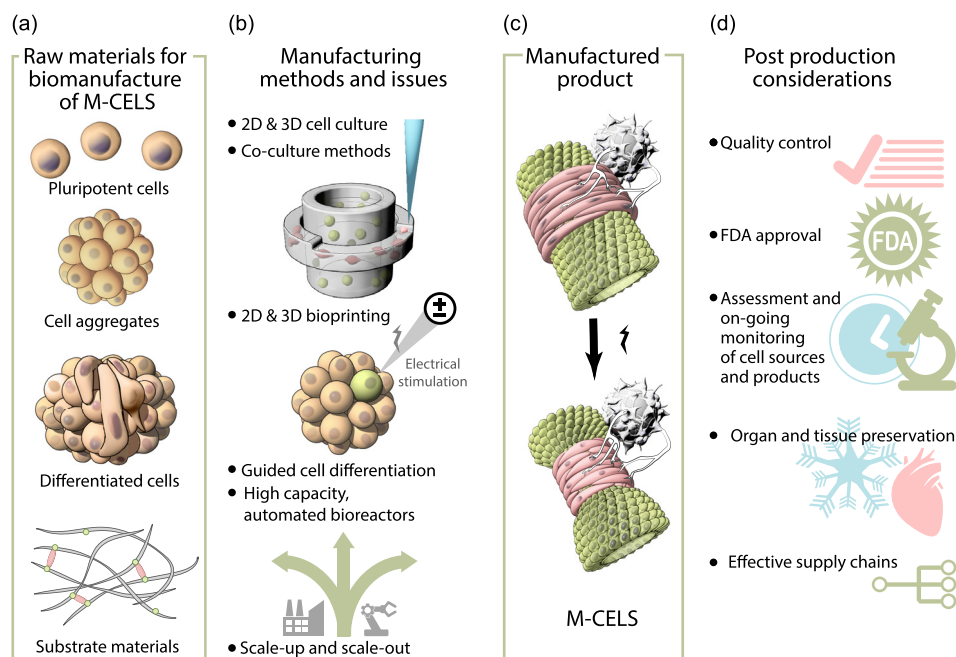 (a)
Raw materials for
biomanufacture
of M-CELS
Pluripotent cells
Cell aggregates
Differentiated cells
Substrate materials
(b)
Manufacturing
methods and issues
• 2D & 3D cell culture
• Co-culture methods
• 2D & 3D bioprinting
±
Electrical
stimulation
• Guided cell differentiation
• High capacity,
automated bioreactors
• Scale-up and scale-out
(c)
Manufactured
product
M-CELS
(d)
Post production
considerations
• Quality control
• FDA approval
FDA
• Assessment and
on-going
monitoring
of cell sources
and products
• Organ and tissue preservation
• Effective supply chains